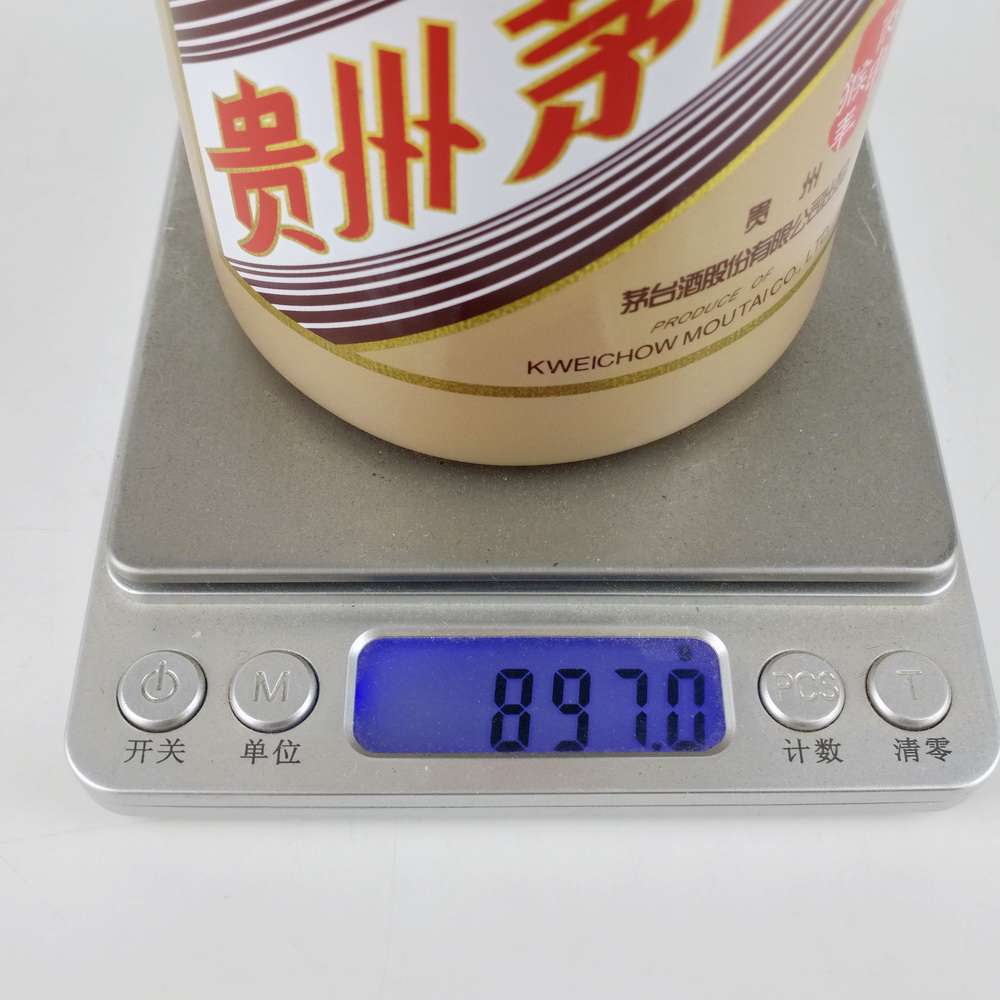 贵州茅
贵州
茅台酒股份有限公司出
PRODUCE OF
KWEICHOW MOUTAI CO., LTD
897.0
M
PCS
T
开关
单位
计数
清零